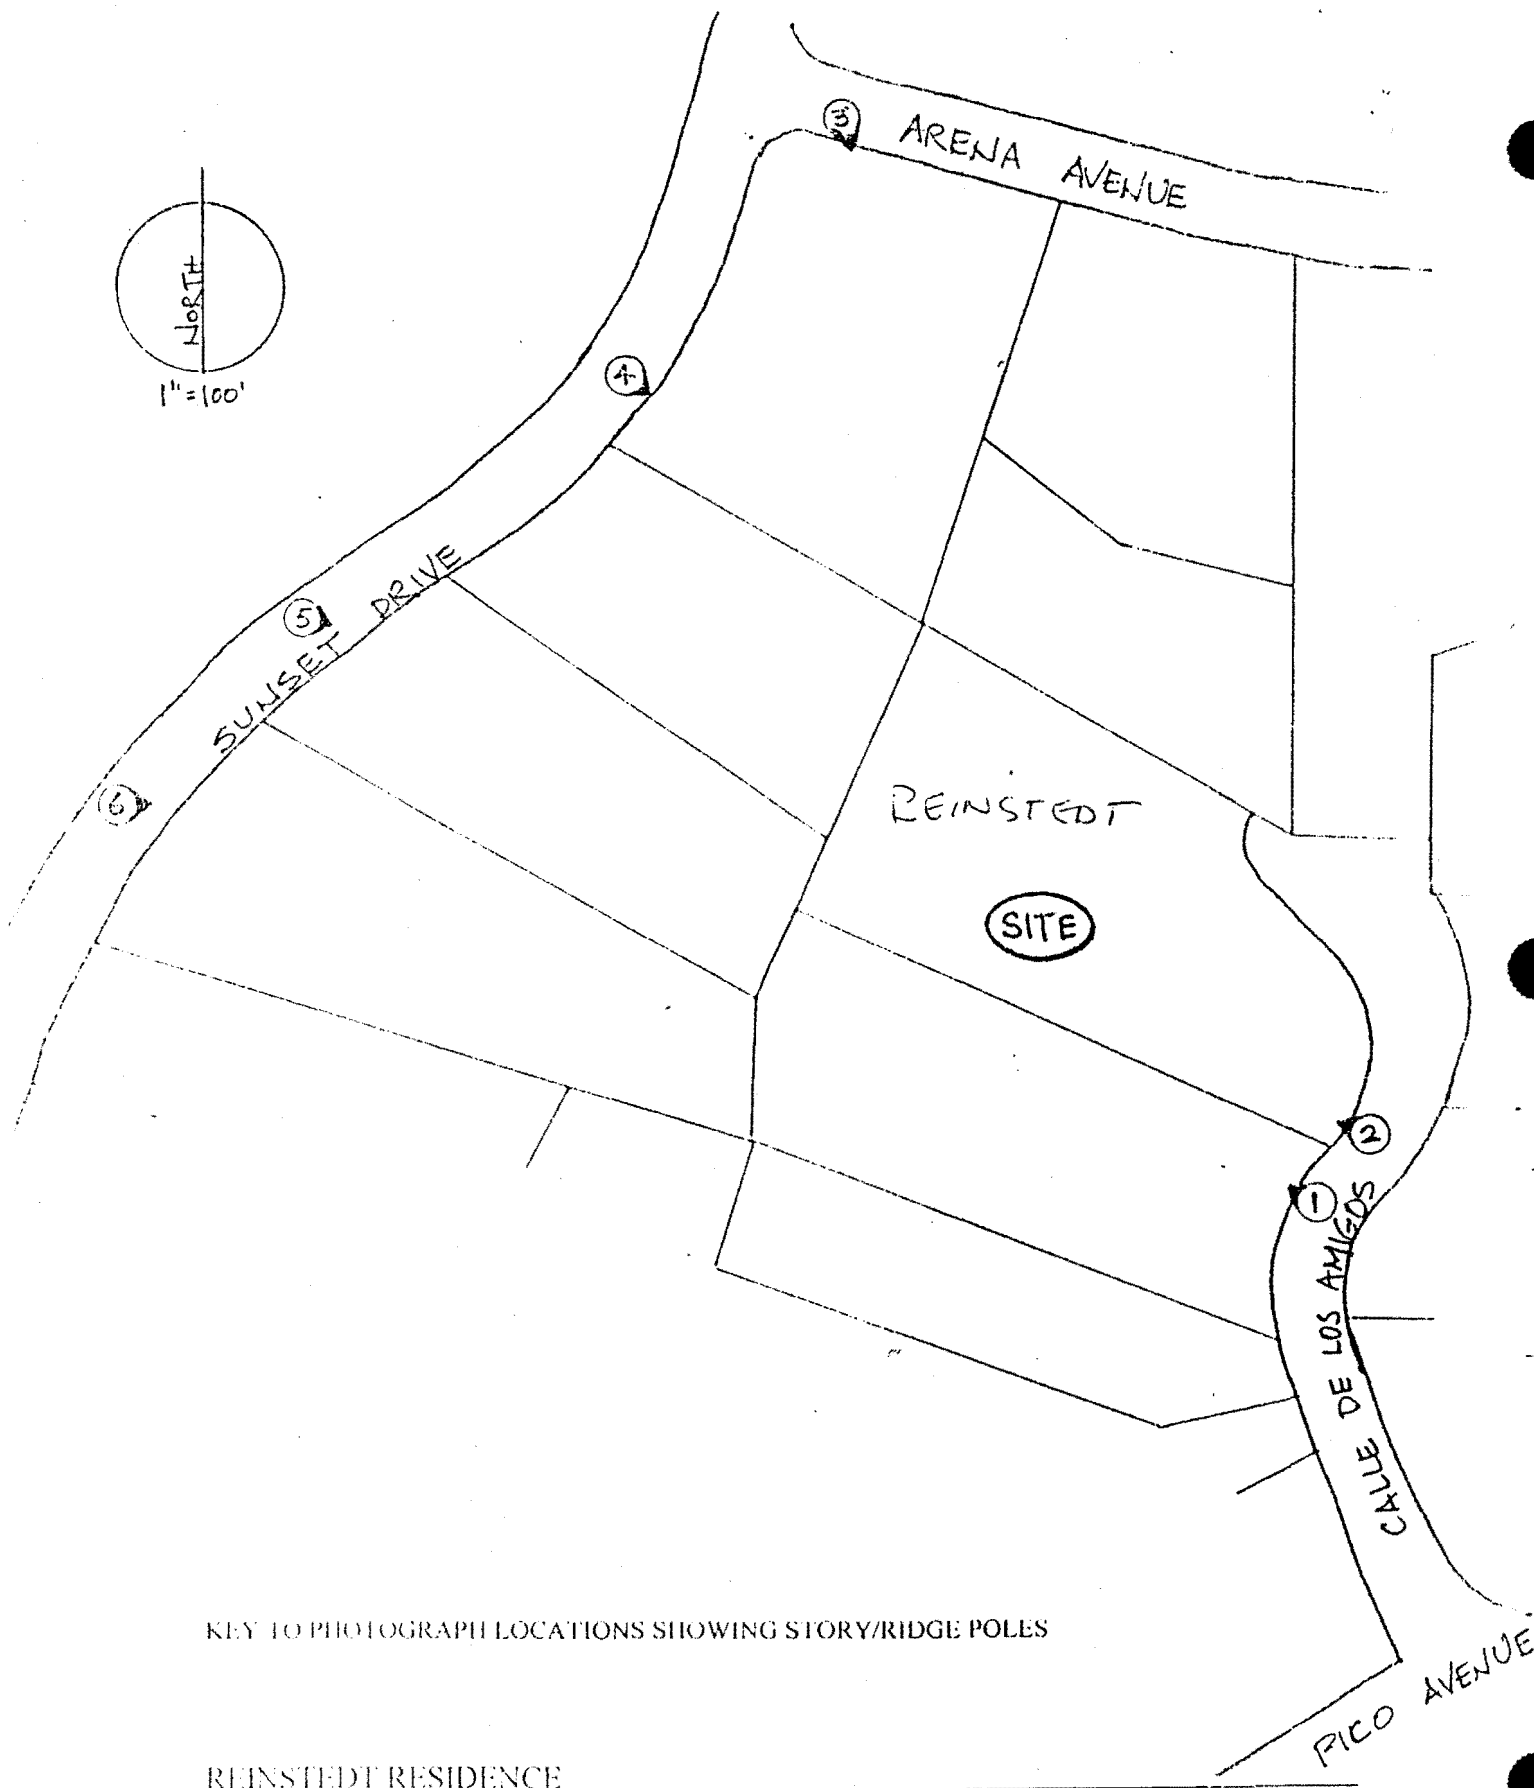 3
ARENA AVENUE
NORTH
1"=100'
4
5
SUNSET DRIVE
6
REINSTEDT
SITE
2
1
CALLE DE LOS AMIGOS
KEY TO PHOTOGRAPH LOCATIONS SHOWING STORY/RIDGE POLES
PICO AVENUE
REINSTEDT RESIDENCE